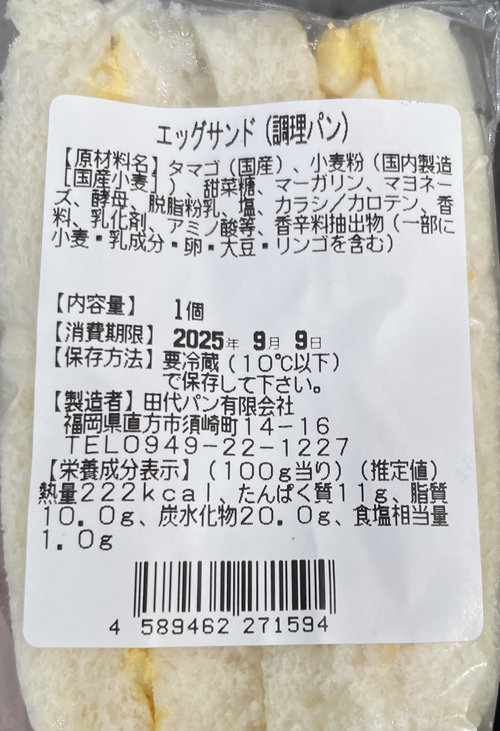 エッグサンド(調理パン)
【原材料名】タマゴ(国産)、小麦粉(国内製造
[国産小麦])、甜菜糖、マーガリン、マヨネー
ズ、酵母、脱脂粉乳、塩、カラシ/カロテン、香
料、乳化剤、アミノ酸等、香辛料抽出物(一部に
小麦・乳成分・卵・大豆・リンゴを含む)
【内容量】 1個
【消費期限】 2025年 9月 9日
【保存方法】要冷蔵(10℃以下)
で保存して下さい。
【製造者】田代パン有限会社
福岡県直方市須崎町14-16
TEL0949-22-1227
【栄養成分表示】(100g当り)(推定値)
熱量222kcal、たんぱく質11g、脂質
10.0g、炭水化物20.0g、食塩相当量
1.0g
4 589462 271594